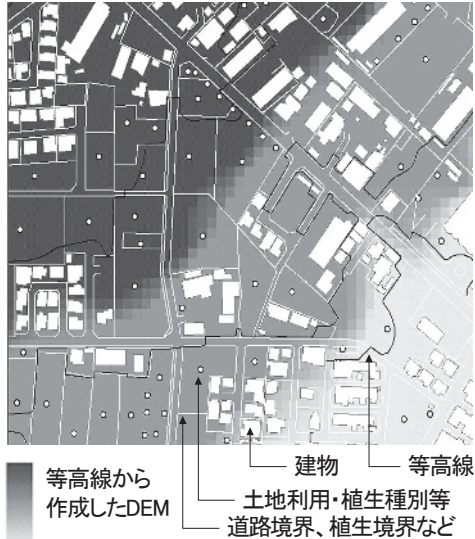 建物
等高線
等高線から
作成したDEM
土地利用・植生種別等
道路境界、植生境界など